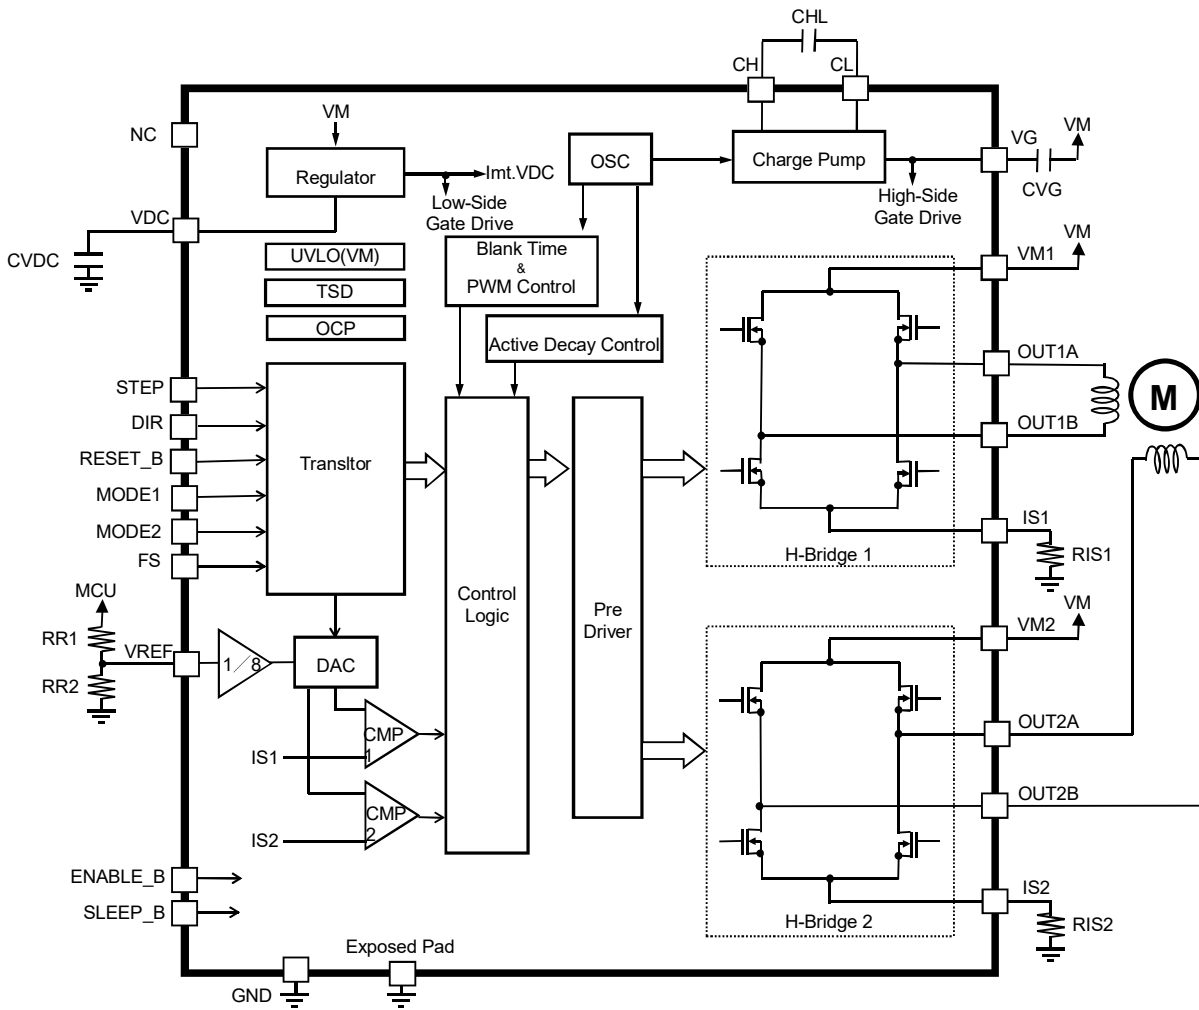 CHL
CH
CL
VM
NC
VG
VM
OSC
Charge Pump
Regulator
Imt.VDC
CVG
High-Side
Gate Drive
Low-Side
Gate Drive
VDC
VM
Blank Time
&
PWM Control
UVLO(VM)
VM1
CVDC
TSD
OCP
Active Decay Control
OUT1A
STEP
M
DIR
OUT1B
RESET_B
Transltor
MODE1
MODE2
IS1
FS
H-Bridge 1
RIS1
MCU
Control
Logic
Pre
Driver
VM
RR1
VREF
VM2
1/8
DAC
RR2
OUT2A
CMP
1
IS1
OUT2B
CMP
2
IS2
ENABLE_B
IS2
SLEEP_B
H-Bridge 2
RIS2
Exposed Pad
GND